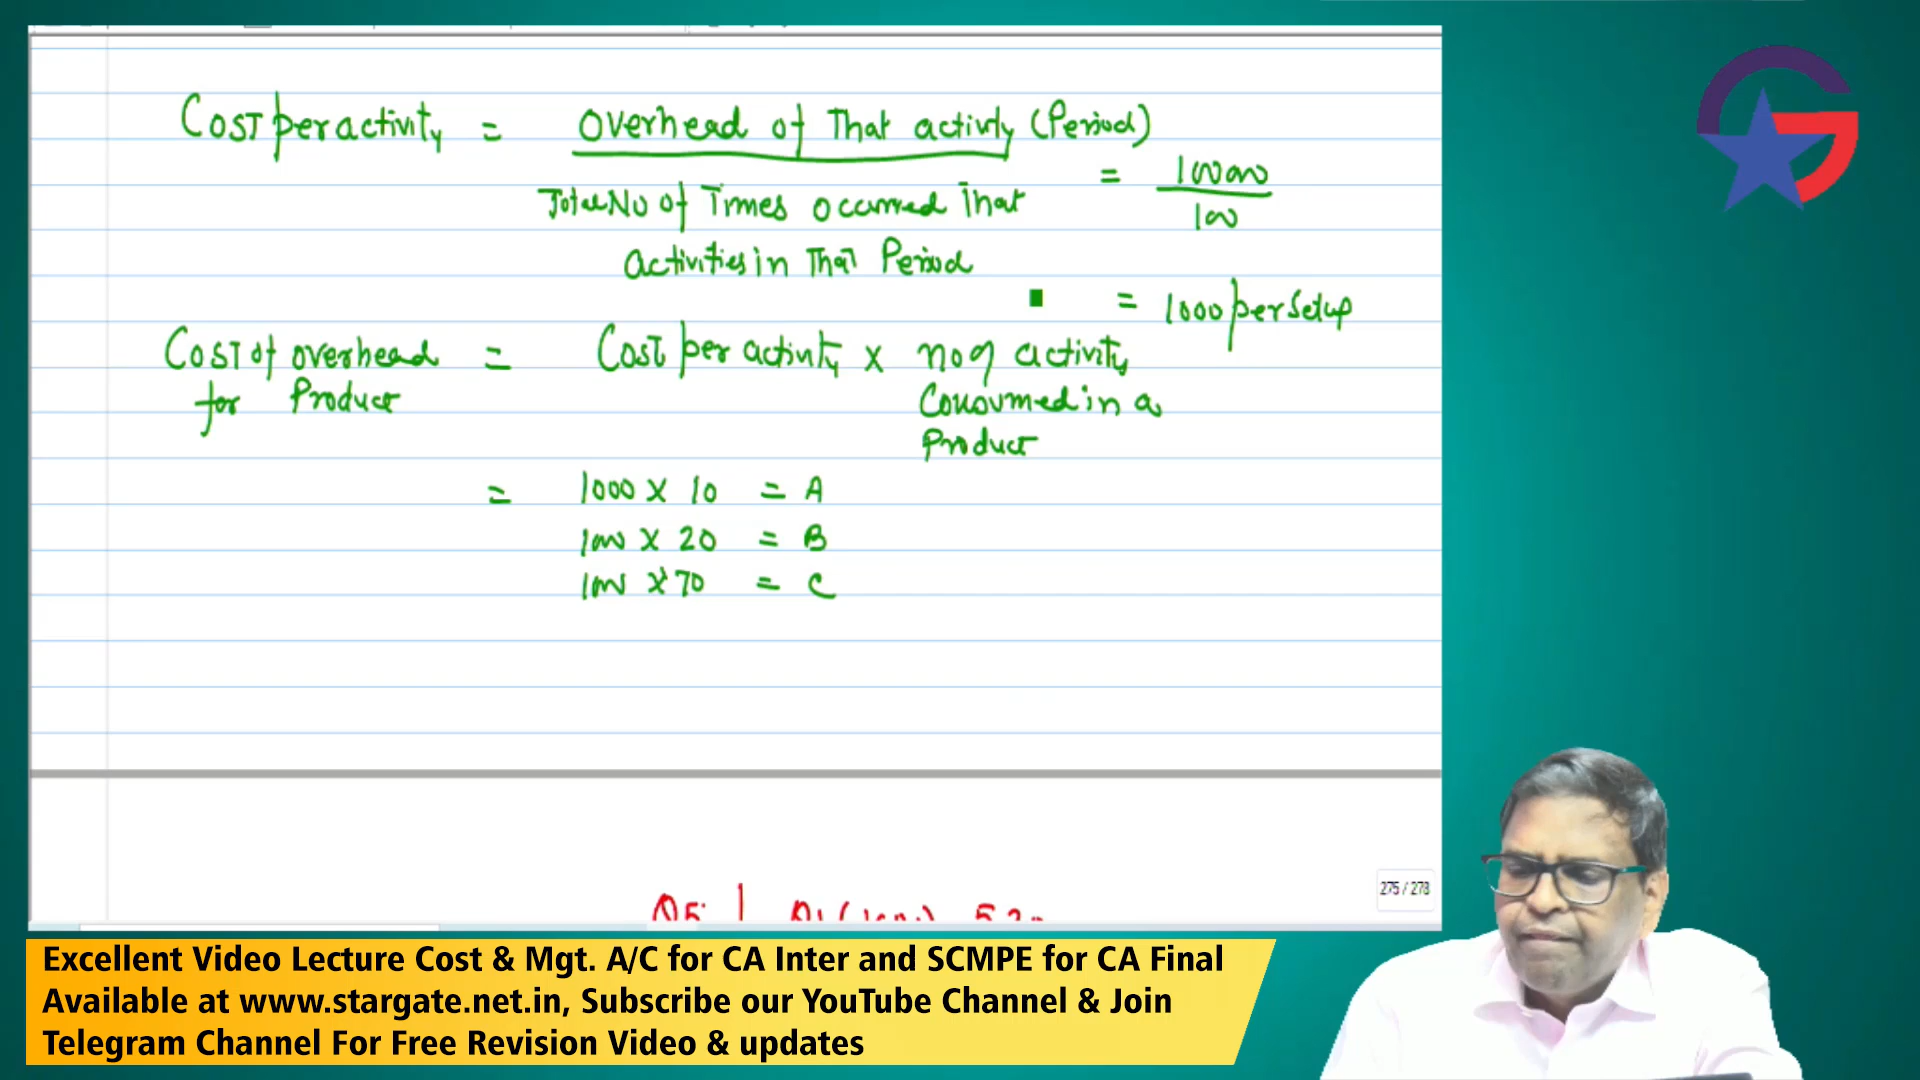 Cost per activity = Overhead of That activity (Period)
Total No of Times occurred That
activities in That Period
= 100000
100
= 1000 per Setup
Cost of overhead = Cost per activity x no of activity
for Product
Consumed in a
Product
= 1000 x 10 = A
1000 x 20 = B
1000 x 70 = C
275 / 278
Excellent Video Lecture Cost & Mgt. A/C for CA Inter and SCMPE for CA Final
Available at www.stargate.net.in, Subscribe our YouTube Channel & Join
Telegram Channel For Free Revision Video & updates